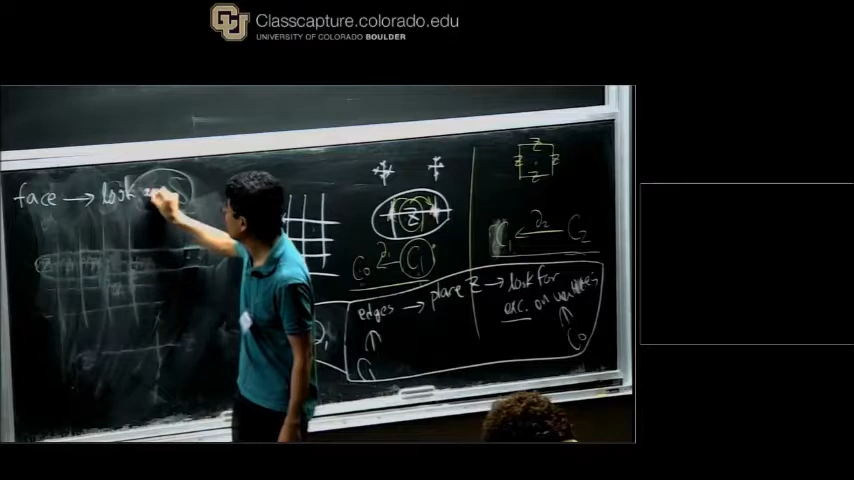 CU Classcapture.colorado.edu
UNIVERSITY OF COLORADO BOULDER
face → look
Z
C₀ ← ∂₁ C₁
edges → place Z → look for
exc. on vertices
↑ C₁
↑ C₀
Z
Z Z
Z
C₁ ← ∂₂ C₂